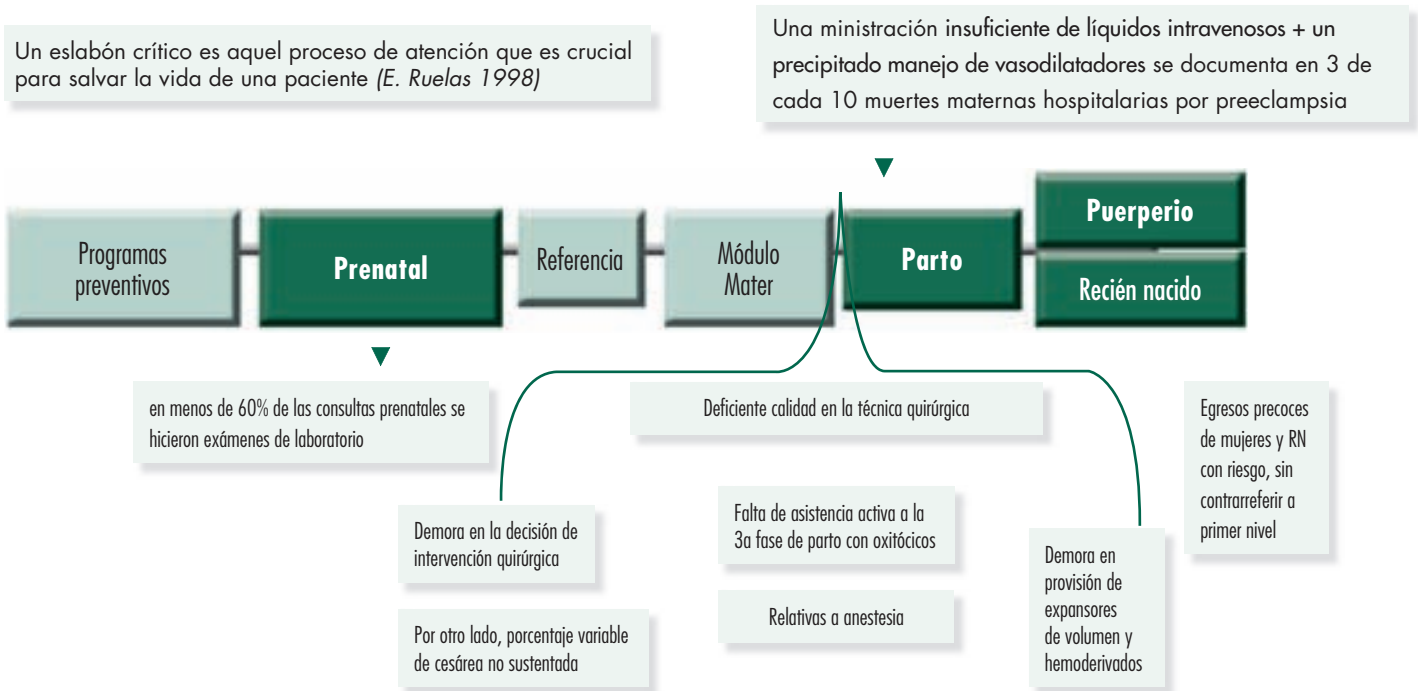 Un eslabón crítico es aquel proceso de atención que es crucial
para salvar la vida de una paciente (E. Ruelas 1998)
Una ministración insuficiente de líquidos intravenosos + un
precipitado manejo de vasodilatadores se documenta en 3 de
cada 10 muertes maternas hospitalarias por preeclampsia
Programas
preventivos
Prenatal
Referencia
Módulo
Mater
Parto
Puerperio
Recién nacido
en menos de 60% de las consultas prenatales se
hicieron exámenes de laboratorio
Demora en la decisión de
intervención quirúrgica
Por otro lado, porcentaje variable
de cesárea no sustentada
Deficiente calidad en la técnica quirúrgica
Falta de asistencia activa a la
3a fase de parto con oxitócicos
Relativas a anestesia
Demora en
provisión de
expansores
de volumen y
hemoderivados
Egresos precoces
de mujeres y RN
con riesgo, sin
contrarreferir a
primer nivel